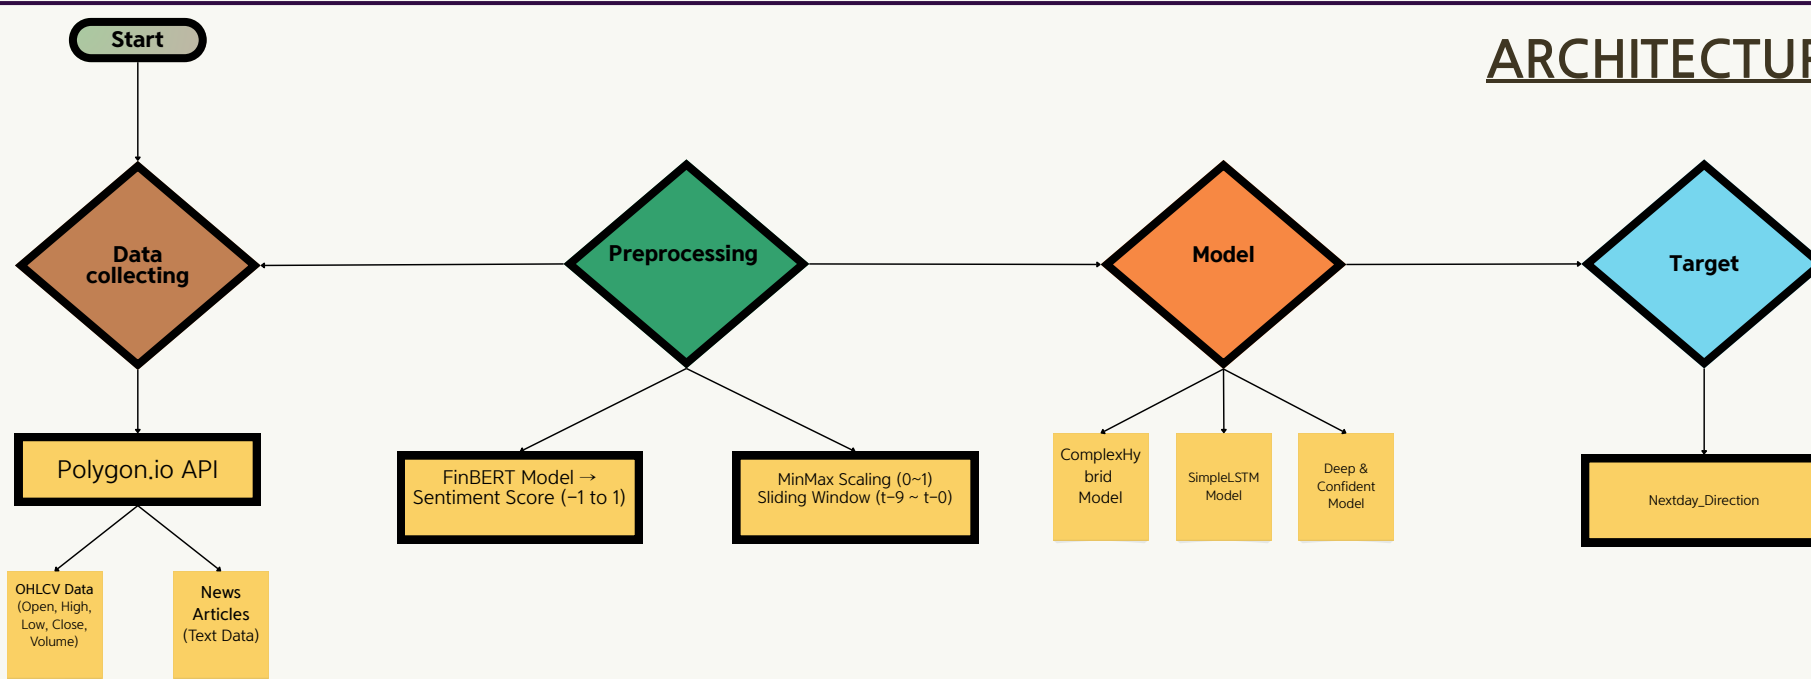 Start
ARCHITECTUR
Data
collecting
Preprocessing
Model
Target
Polygon.io API
OHLCV Data
(Open, High,
Low, Close,
Volume)
News
Articles
(Text Data)
FinBERT Model →
Sentiment Score (−1 to 1)
MinMax Scaling (0~1)
Sliding Window (t−9 ~ t−0)
ComplexHy
brid
Model
SimpleLSTM
Model
Deep &
Confident
Model
Nextday_Direction